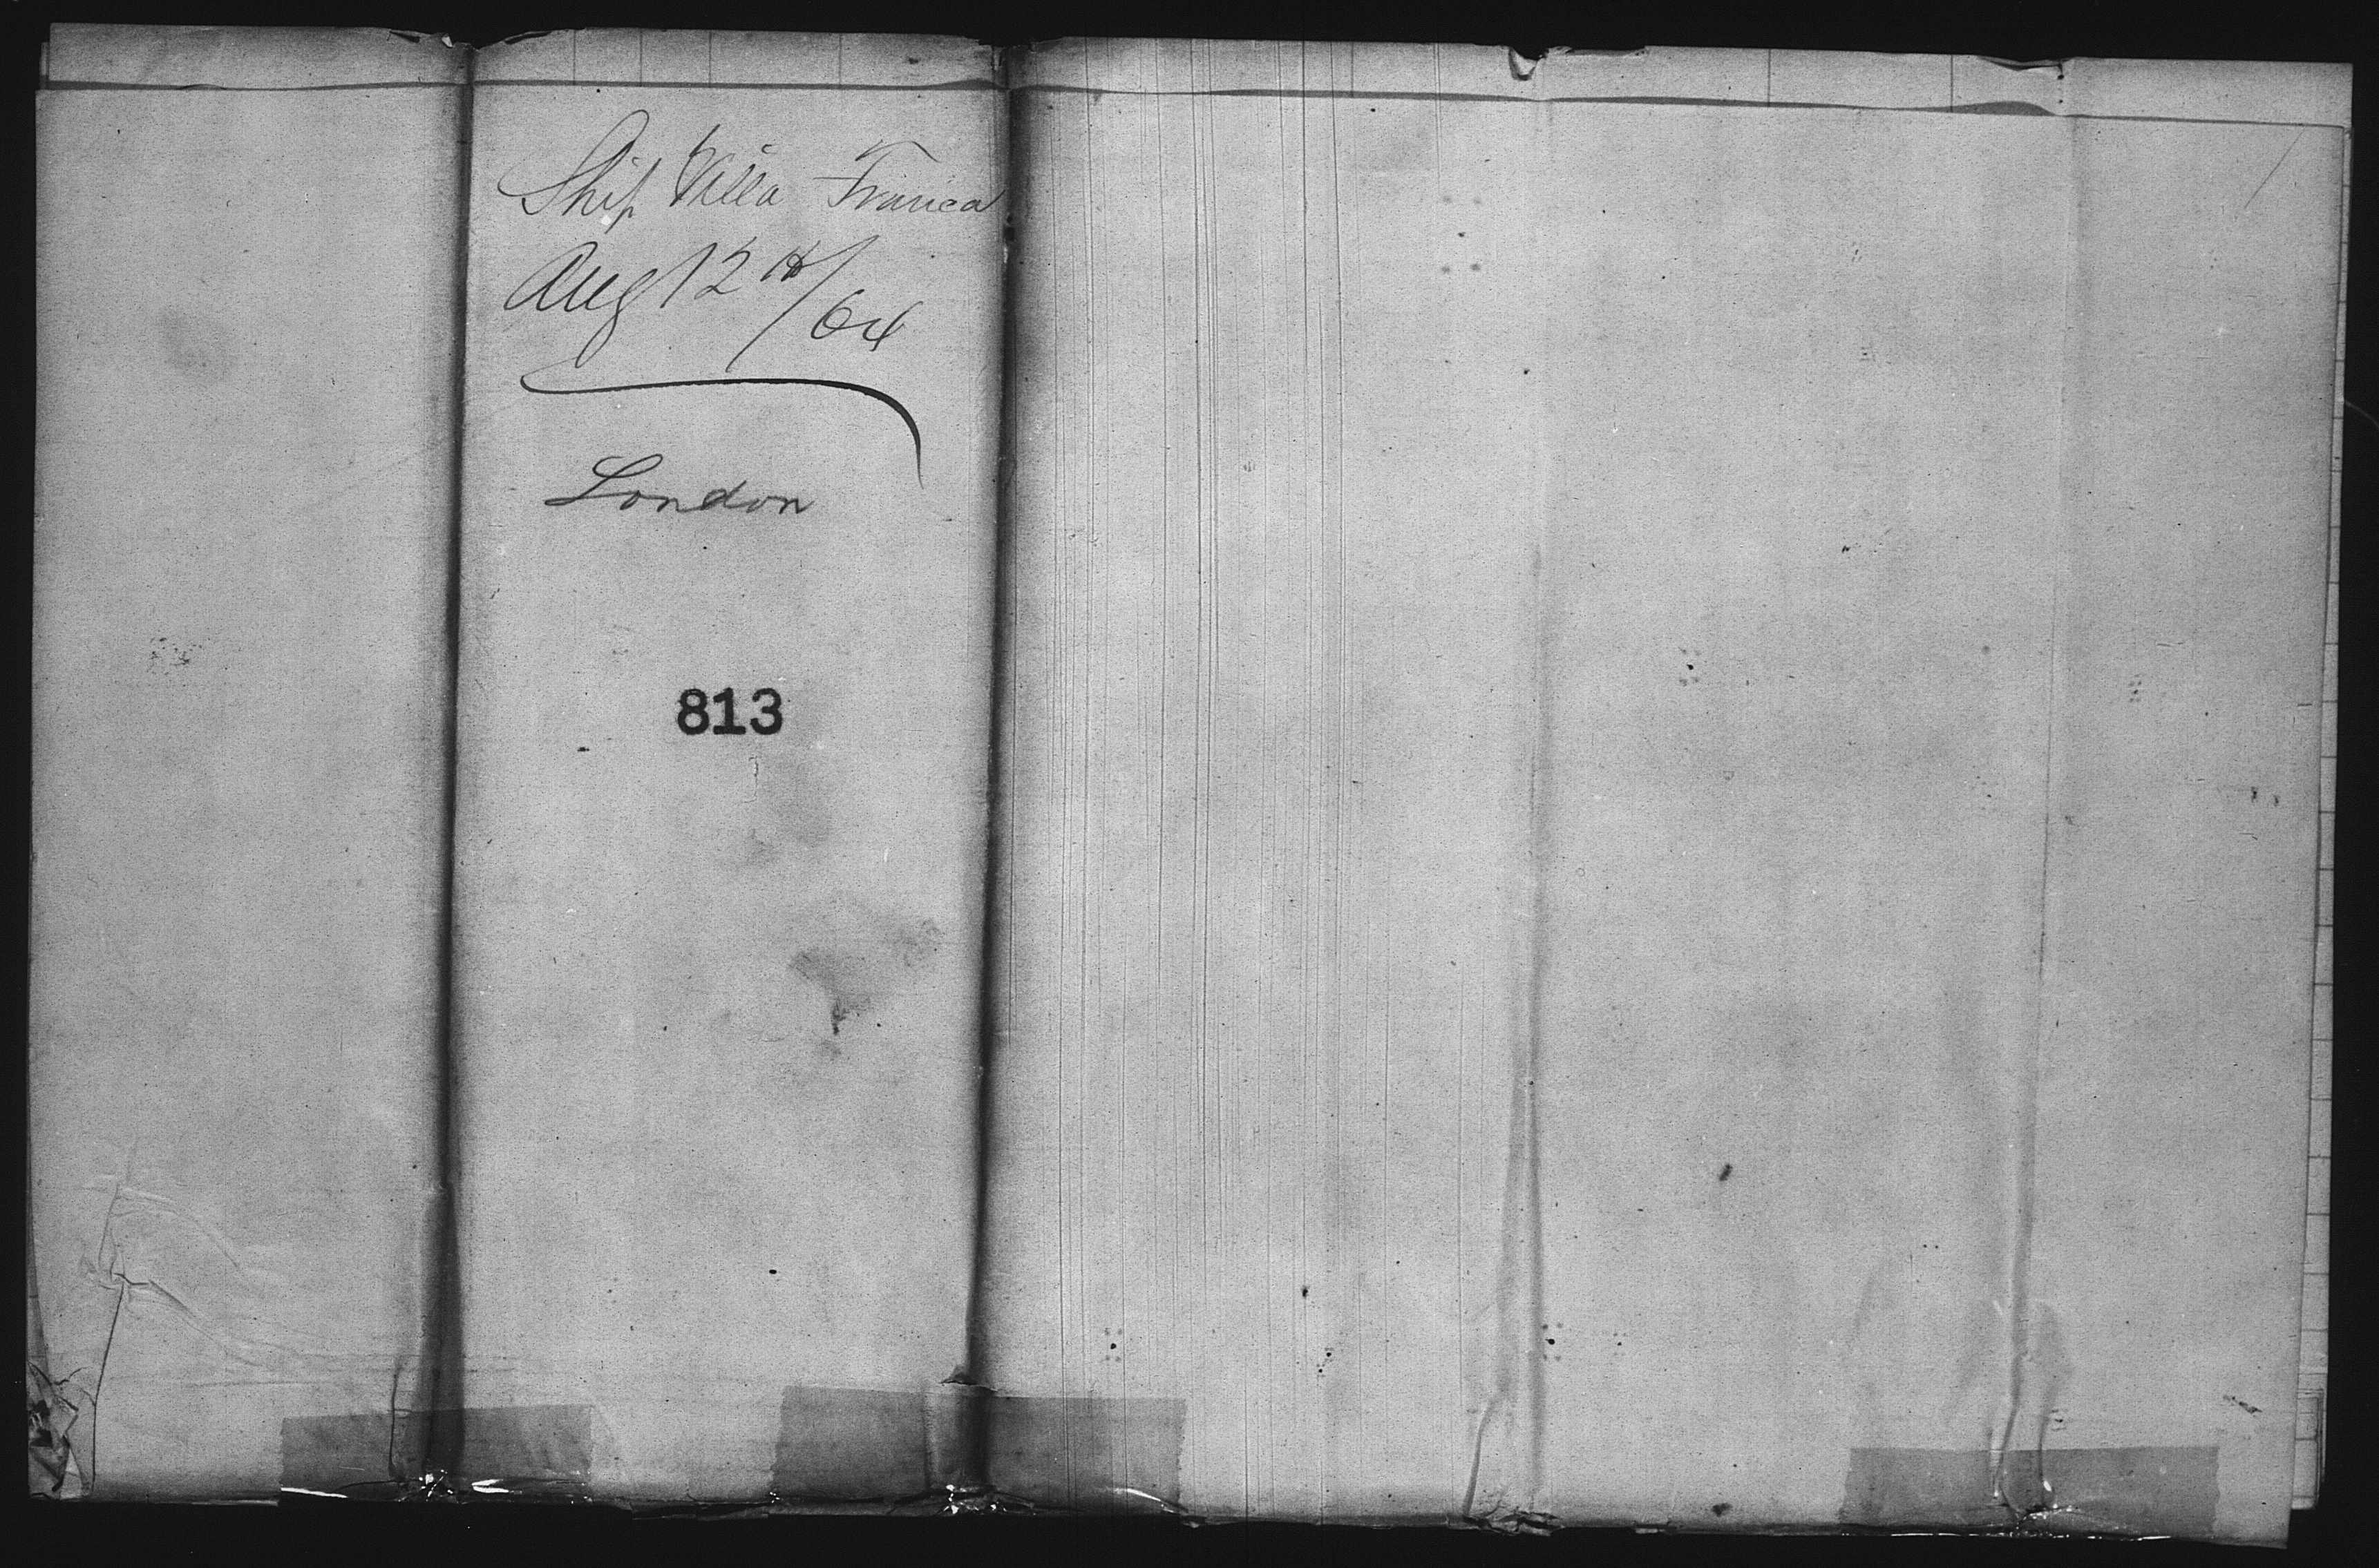 Ship Villa Franca
Aug 12th/64
London
813